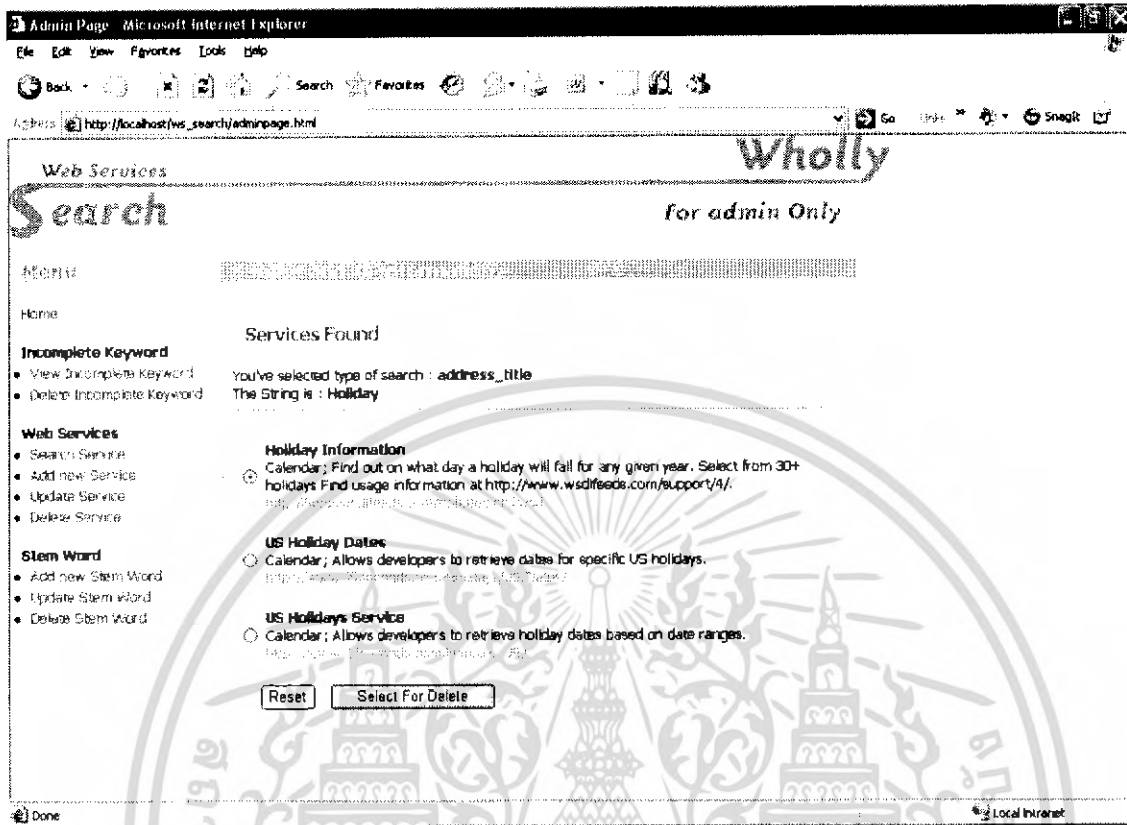 Admin Page Microsoft Internet Explorer
File Edit View Favorites Tools Help
Back Search Favorites
Address http://localhost/ws_search/adminpage.html Go Links » SnagIt
Web Services
Wholly
Search
For admin Only
Menu
Home
Incomplete Keyword
• View Incomplete Keyword
• Delete Incomplete Keyword
Web Services
• Search Service
• Add new Service
• Update Service
• Delete Service
Stem Word
• Add new Stem Word
• Update Stem Word
• Delete Stem Word
Services Found
You've selected type of search : address_title
The String is : Holiday
Holiday Information
Calendar; Find out on what day a holiday will fall for any given year. Select from 30+
holidays Find usage information at http://www.wsdlfeeds.com/support/4/.
US Holiday Dates
Calendar; Allows developers to retrieve dates for specific US holidays.
US Holidays Service
Calendar; Allows developers to retrieve holiday dates based on date ranges.
Reset Select For Delete
Done Local intranet